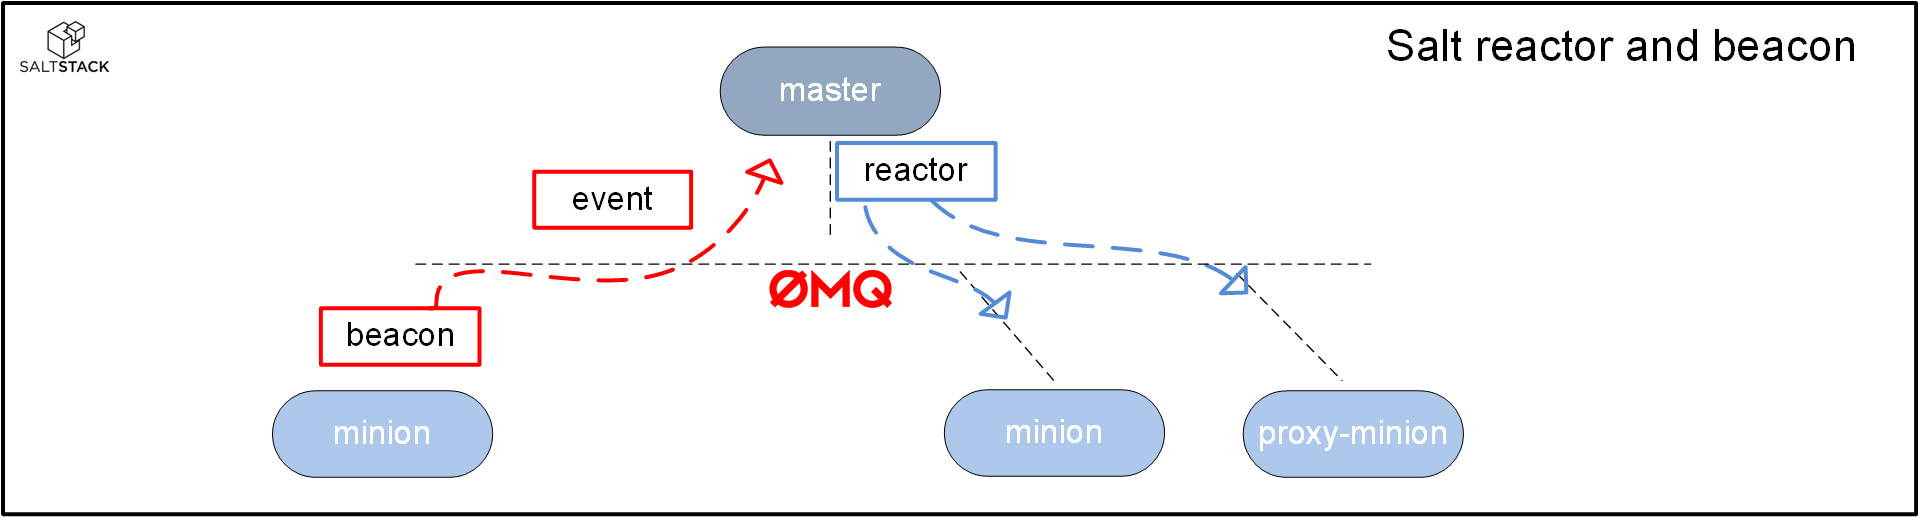 SALTSTACK
Salt reactor and beacon
master
reactor
event
ØMQ
beacon
minion
minion
proxy-minion